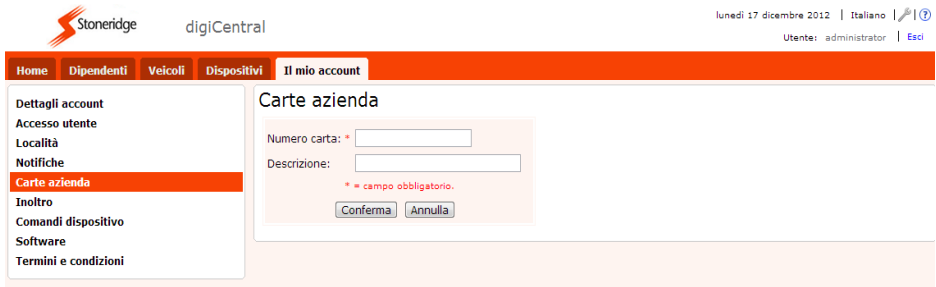 Stoneridge
digiCentral
lunedì 17 dicembre 2012 | Italiano | | ?
Utente: administrator | Esci
Home Dipendenti Veicoli Dispositivi Il mio account
Dettagli account
Accesso utente
Località
Notifiche
Carte azienda
Inoltro
Comandi dispositivo
Software
Termini e condizioni
Carte azienda
Numero carta: *
Descrizione:
* = campo obbligatorio.
Conferma Annulla